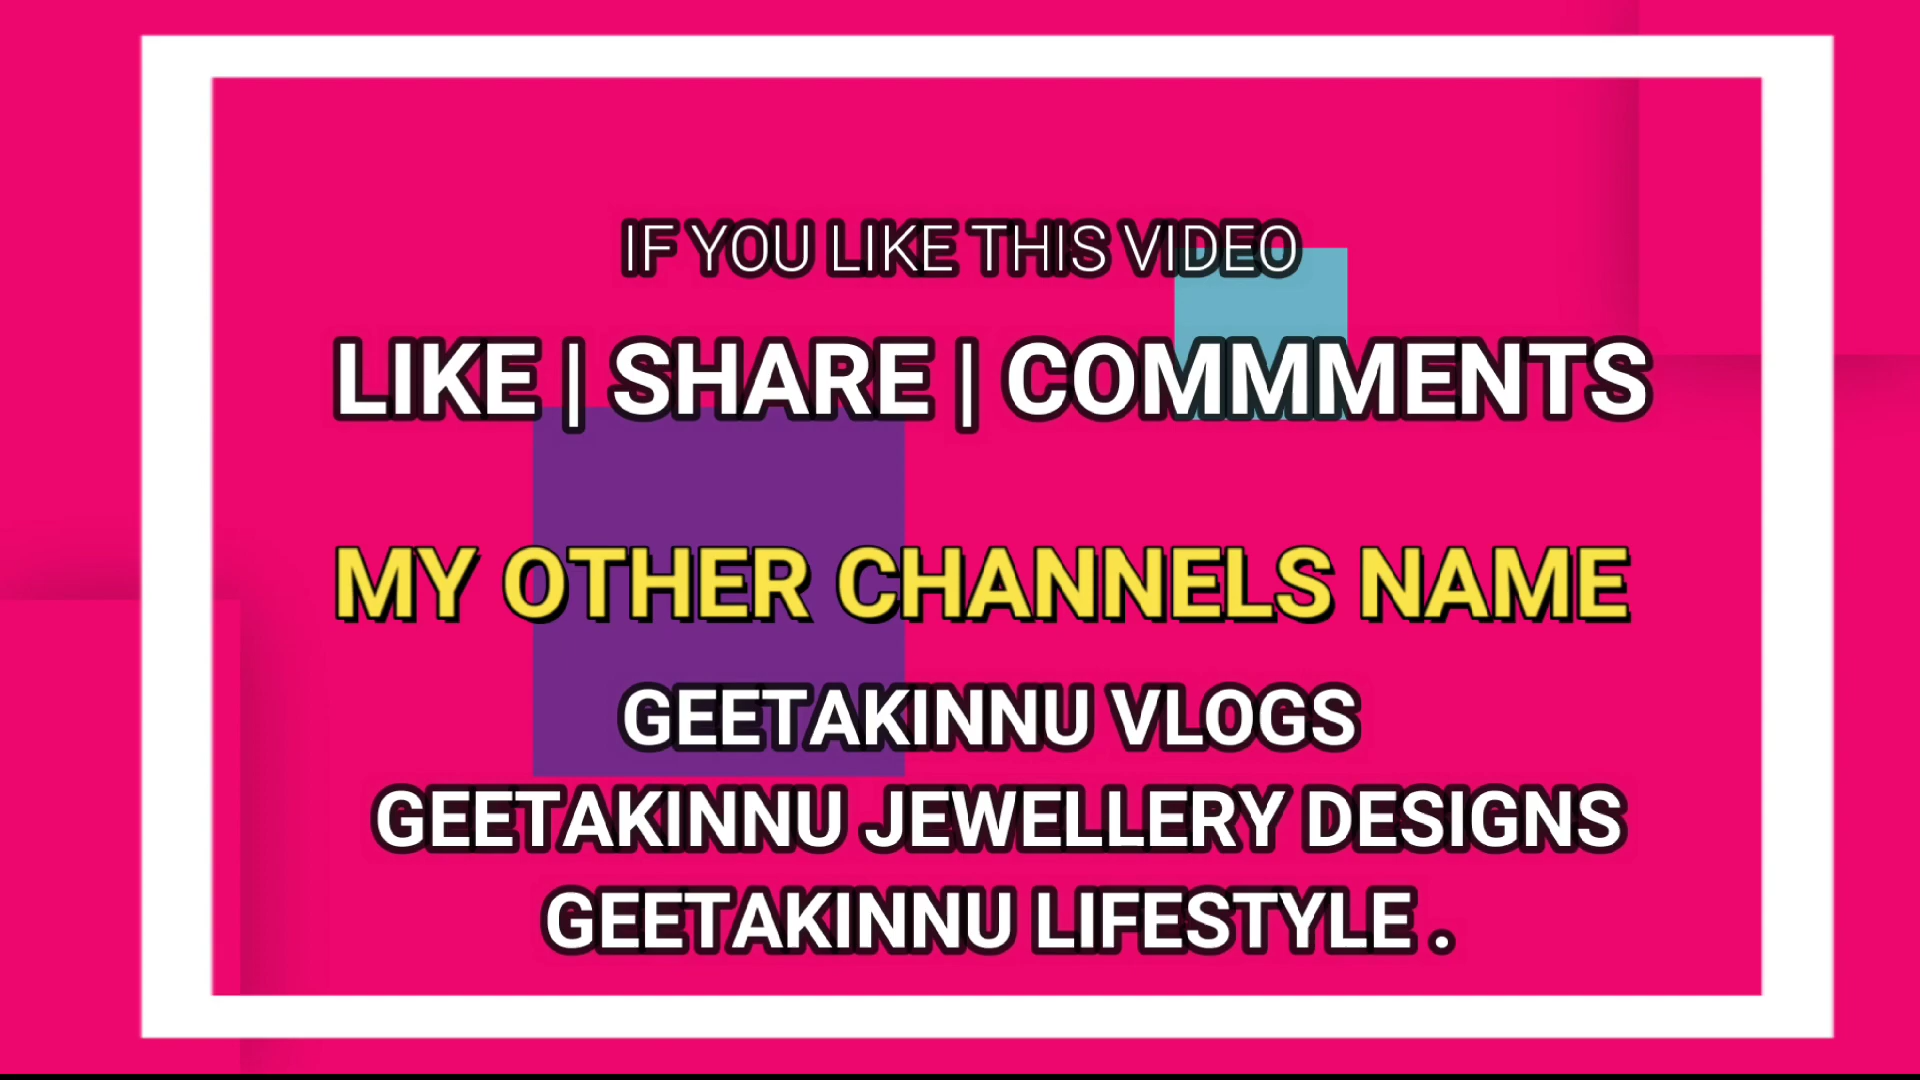 IF YOU LIKE THIS VIDEO
LIKE | SHARE | COMMMENTS
MY OTHER CHANNELS NAME
GEETAKINNU VLOGS
GEETAKINNU JEWELLERY DESIGNS
GEETAKINNU LIFESTYLE .